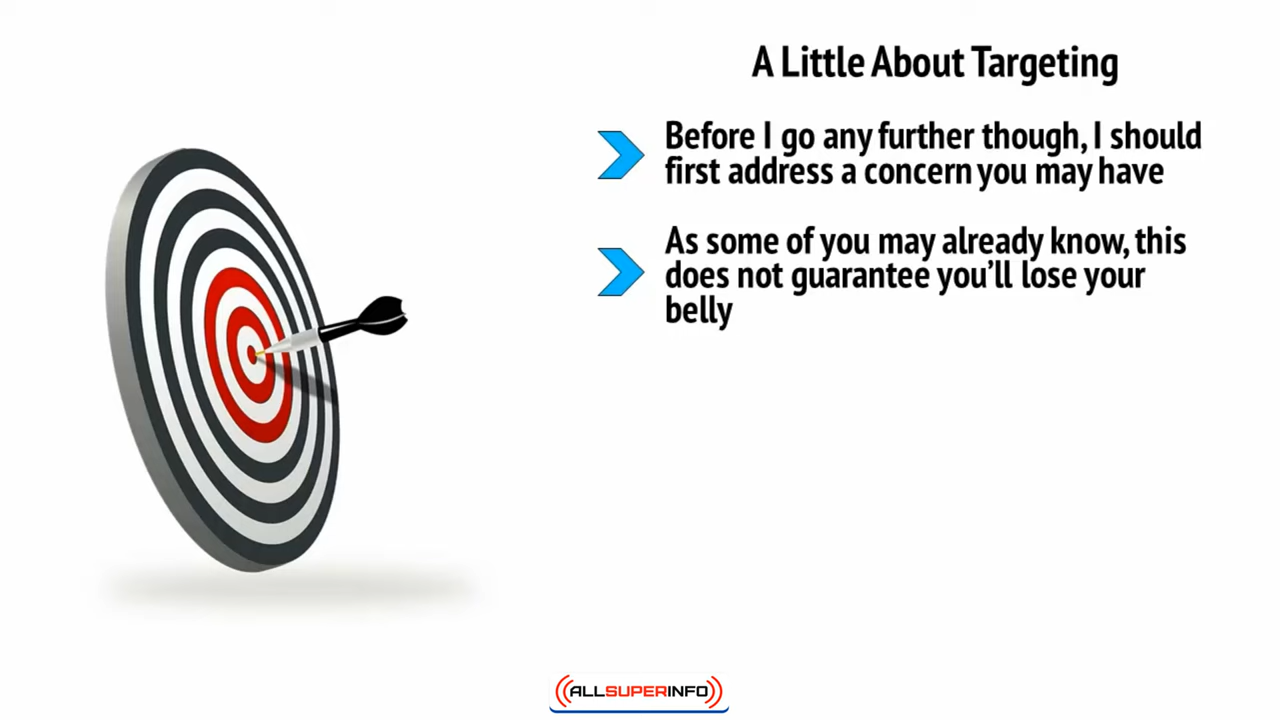 A Little About Targeting
Before I go any further though, I should
first address a concern you may have
As some of you may already know, this
does not guarantee you'll lose your
belly
ALLSUPERINFO